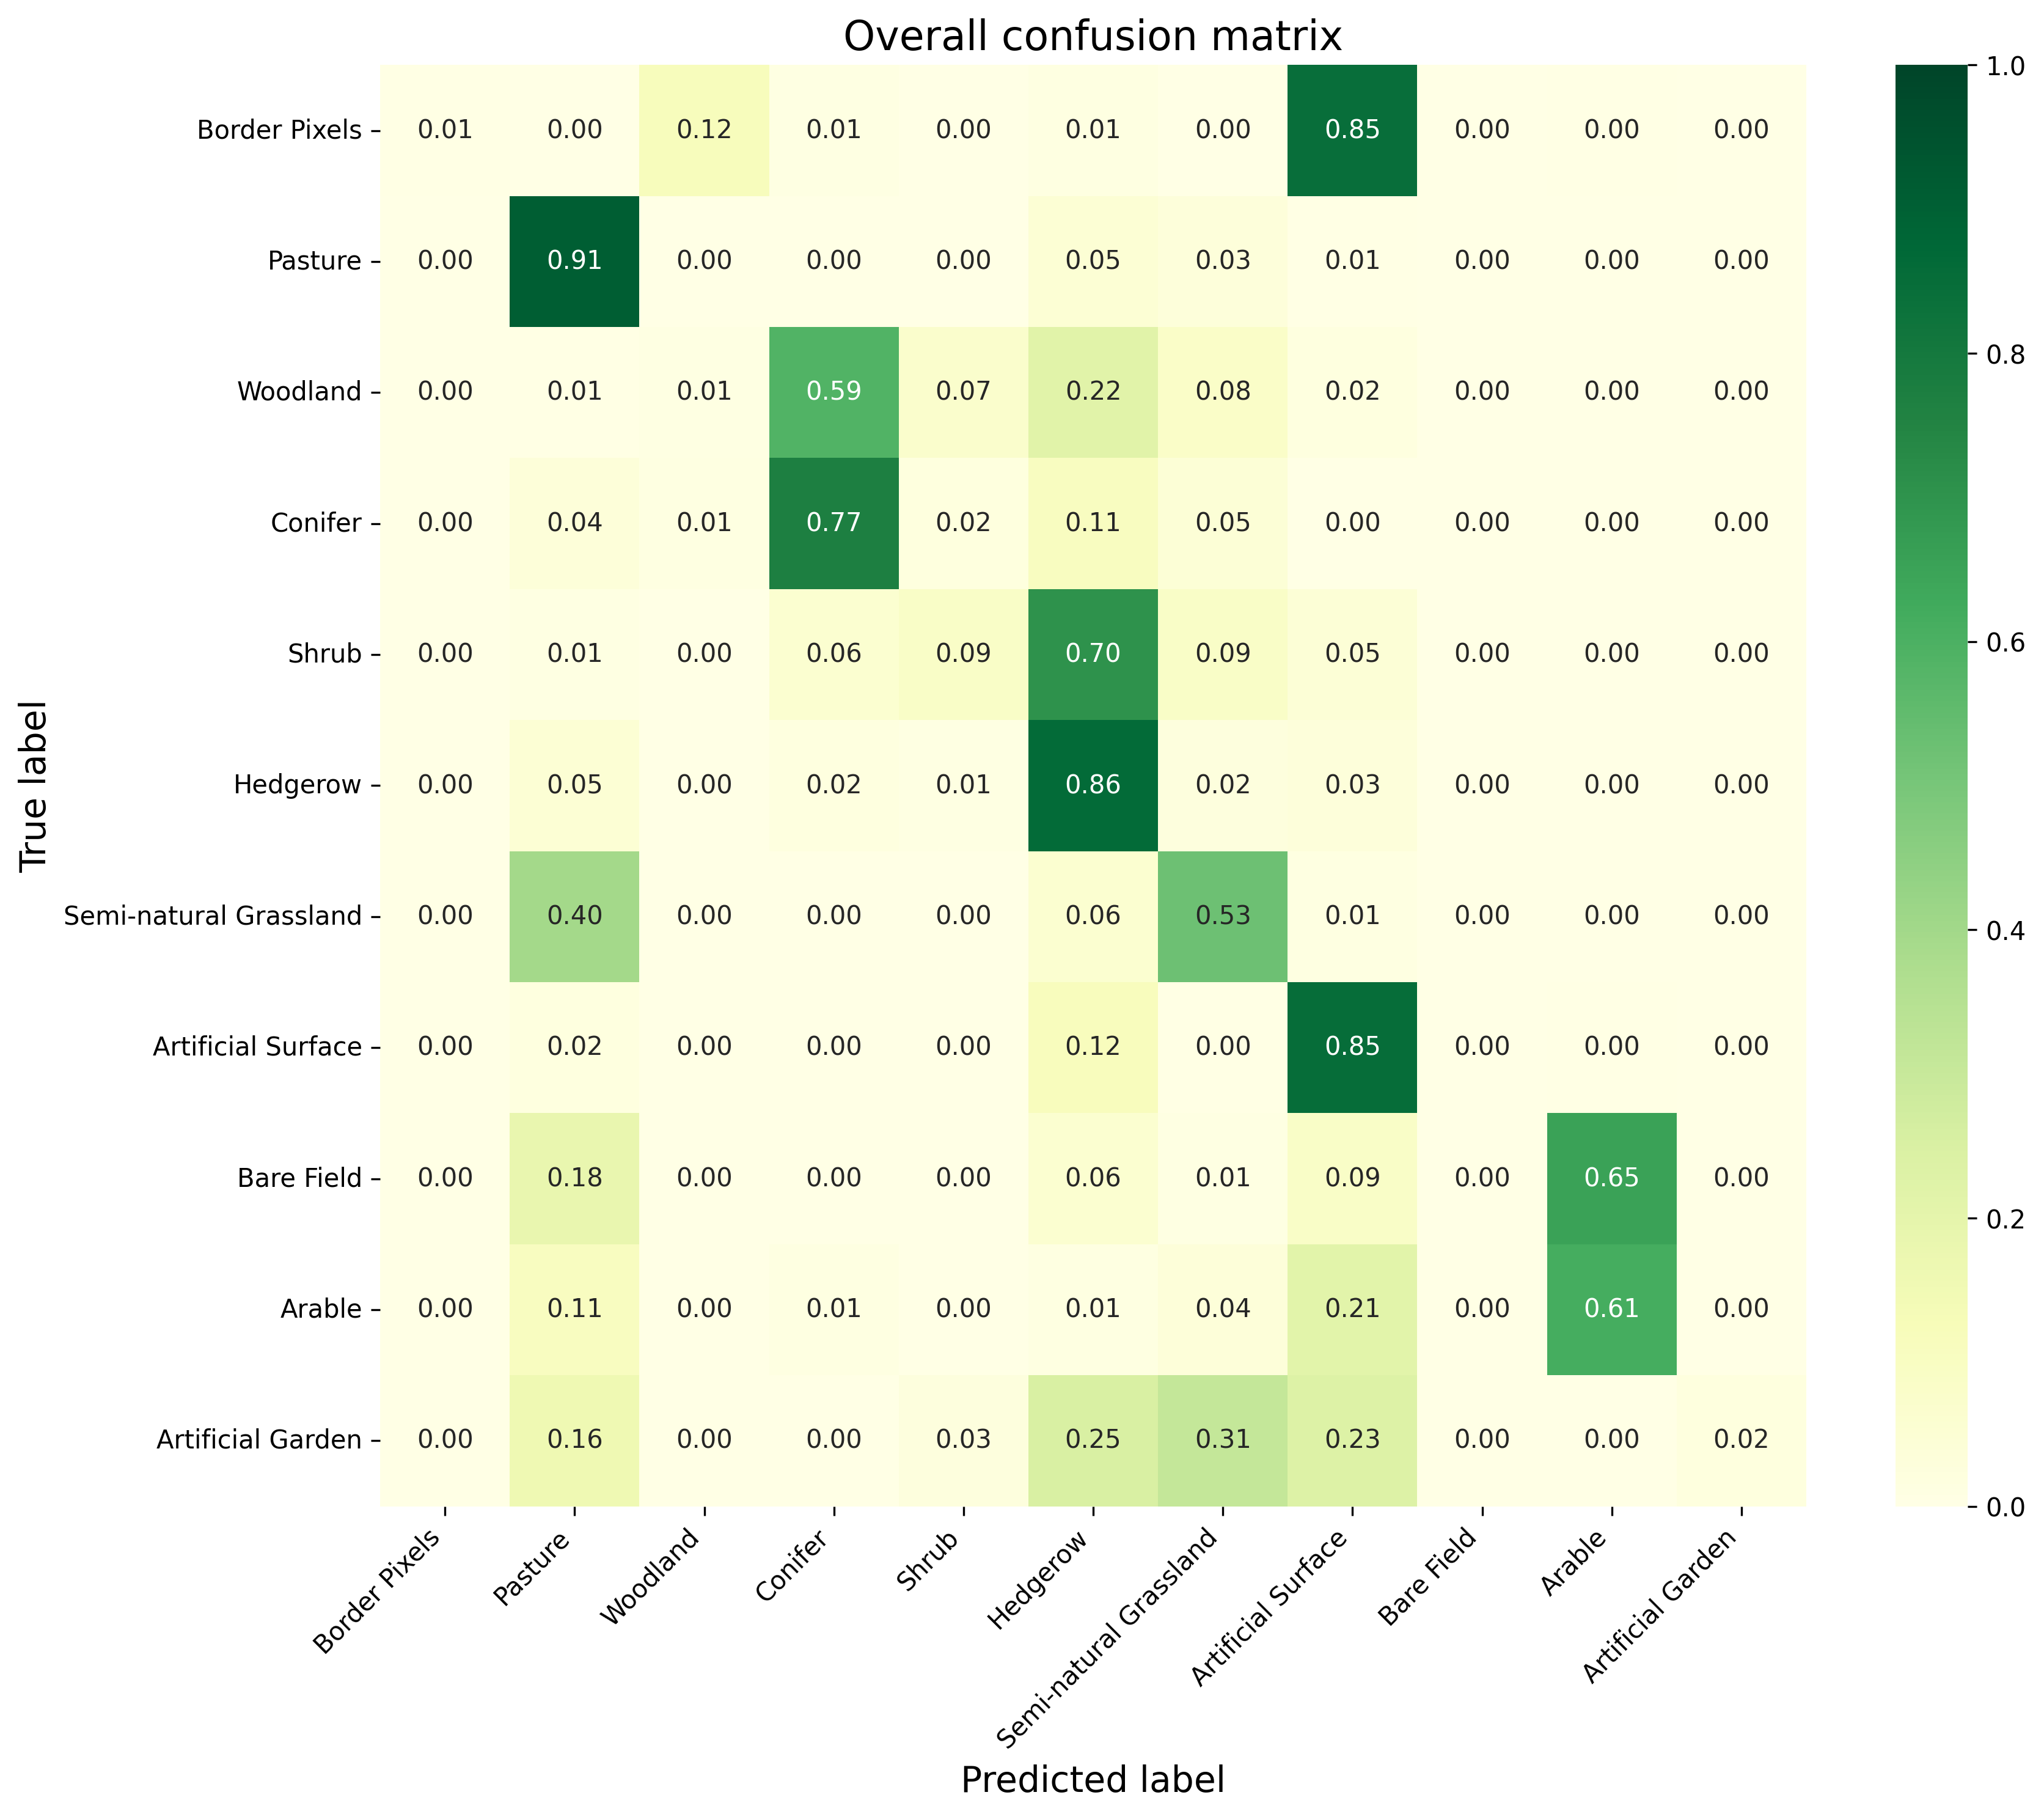 Overall confusion matrix
Border Pixels 0.01 0.00 0.12 0.01 0.00 0.01 0.00 0.85 0.00 0.00 0.00
Pasture 0.00 0.91 0.00 0.00 0.00 0.05 0.03 0.01 0.00 0.00 0.00
Woodland 0.00 0.01 0.01 0.59 0.07 0.22 0.08 0.02 0.00 0.00 0.00
Conifer 0.00 0.04 0.01 0.77 0.02 0.11 0.05 0.00 0.00 0.00 0.00
Shrub 0.00 0.01 0.00 0.06 0.09 0.70 0.09 0.05 0.00 0.00 0.00
Hedgerow 0.00 0.05 0.00 0.02 0.01 0.86 0.02 0.03 0.00 0.00 0.00
Semi-natural Grassland 0.00 0.40 0.00 0.00 0.00 0.06 0.53 0.01 0.00 0.00 0.00
Artificial Surface 0.00 0.02 0.00 0.00 0.00 0.12 0.00 0.85 0.00 0.00 0.00
Bare Field 0.00 0.18 0.00 0.00 0.00 0.06 0.01 0.09 0.00 0.65 0.00
Arable 0.00 0.11 0.00 0.01 0.00 0.01 0.04 0.21 0.00 0.61 0.00
Artificial Garden 0.00 0.16 0.00 0.00 0.03 0.25 0.31 0.23 0.00 0.00 0.02
True label
Border Pixels
Pasture
Woodland
Conifer
Shrub
Hedgerow
Semi-natural Grassland
Artificial Surface
Bare Field
Arable
Artificial Garden
Predicted label
1.0
0.8
0.6
0.4
0.2
0.0